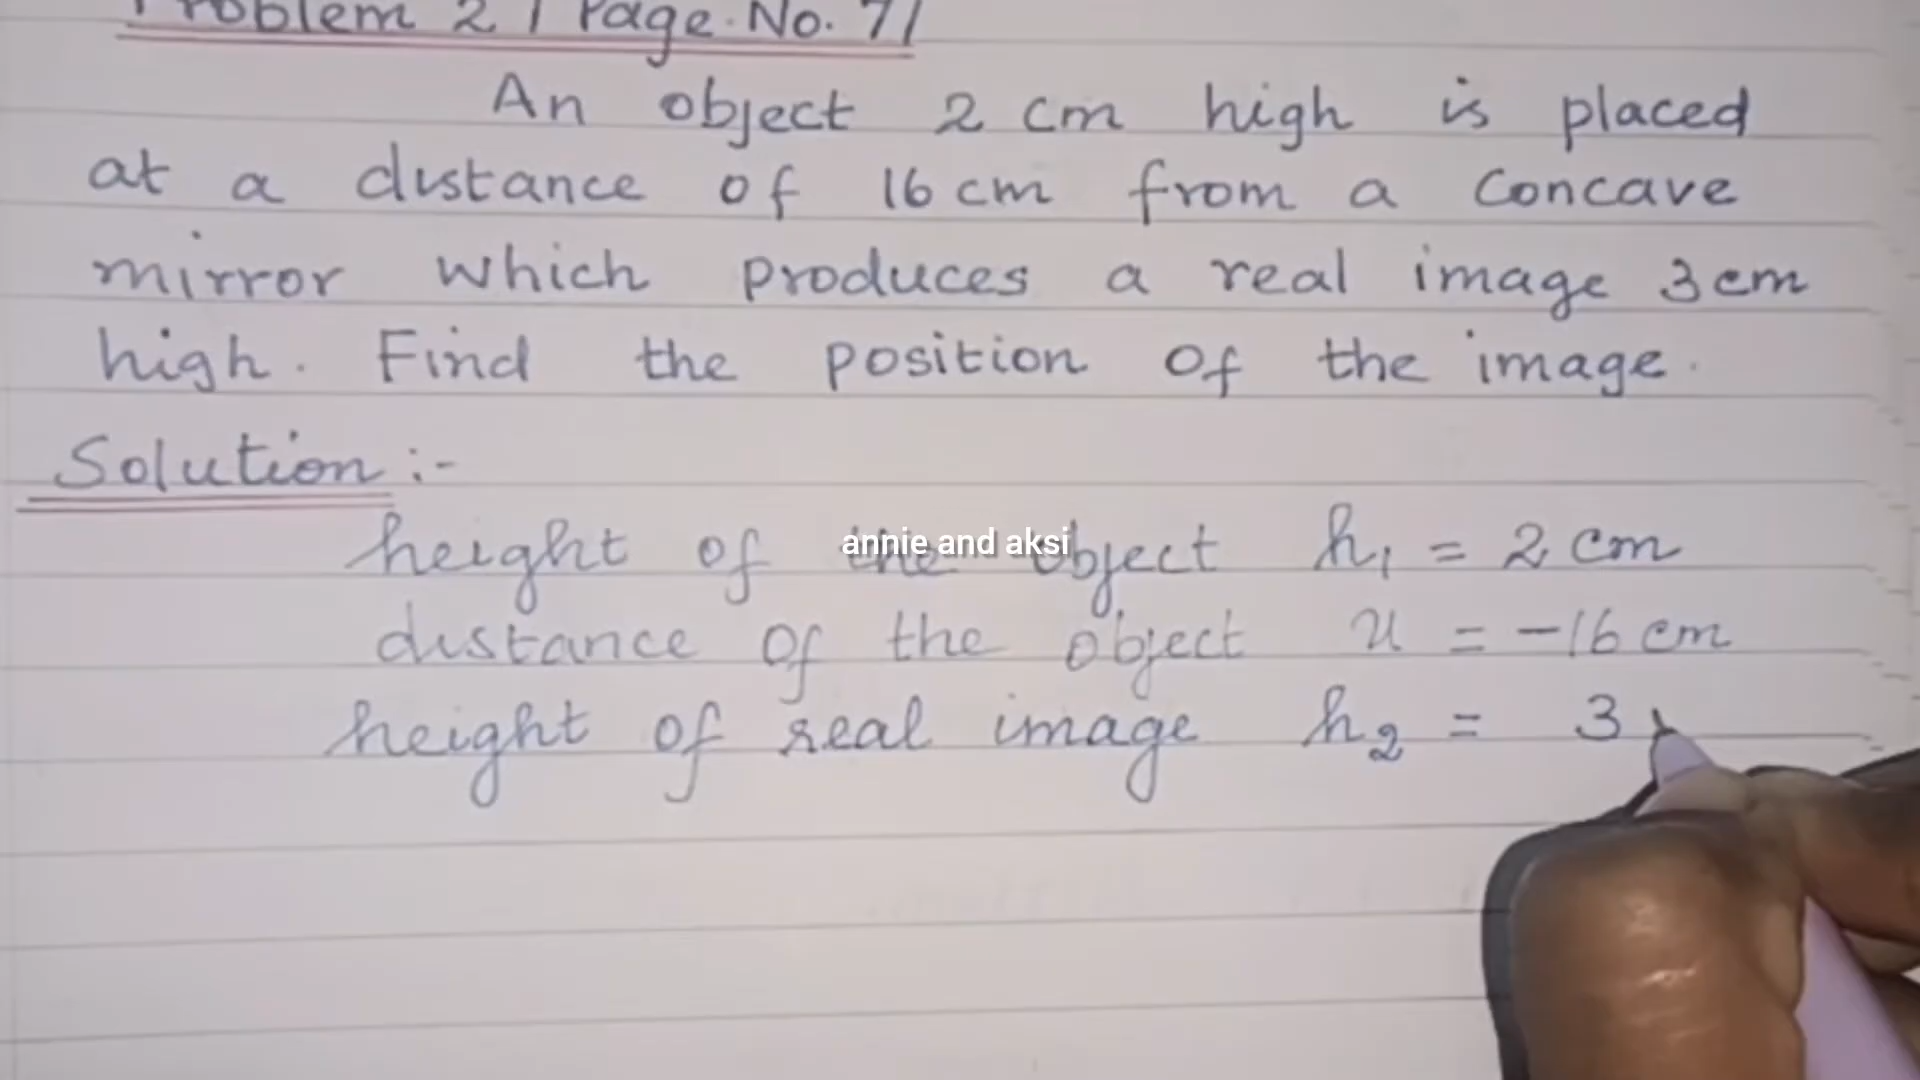 Problem 2 / Page No. 71
An object 2 cm high is placed
at a distance of 16 cm from a concave
mirror which produces a real image 3 cm
high. Find the position of the image.
Solution :-
height of the object h₁ = 2 cm
annie and aksi
distance of the object u = -16 cm
height of real image h₂ = 3